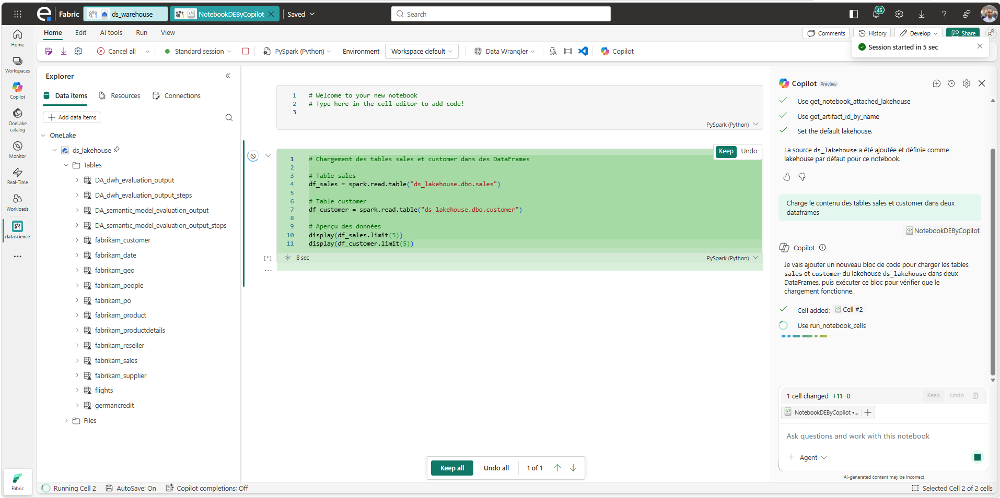 Fabric
ds_warehouse
NotebookDEByCopilot
Saved
Search
45
Home
Edit
AI tools
Run
View
Comments
History
Develop
Share
Cancel all
Standard session
PySpark (Python)
Environment
Workspace default
Data Wrangler
Copilot
Session started in 5 sec
Home
Workspaces
Copilot
OneLake
catalog
Monitor
Real-Time
Workloads
datascience
...
Fabric
Explorer
Data items
Resources
Connections
Add data items
OneLake
ds_lakehouse
Tables
DA_dwh_evaluation_output
DA_dwh_evaluation_output_steps
DA_semantic_model_evaluation_output
DA_semantic_model_evaluation_output_steps
fabrikam_customer
fabrikam_date
fabrikam_geo
fabrikam_people
fabrikam_po
fabrikam_product
fabrikam_productdetails
fabrikam_reseller
fabrikam_sales
fabrikam_supplier
flights
germancredit
Files
1 # Welcome to your new notebook
2 # Type here in the cell editor to add code!
3
PySpark (Python)
Keep
Undo
1 # Chargement des tables sales et customer dans des DataFrames
2
3 # Table sales
4 df_sales = spark.read.table("ds_lakehouse.dbo.sales")
5
6 # Table customer
7 df_customer = spark.read.table("ds_lakehouse.dbo.customer")
8
9 # Aperçu des données
10 display(df_sales.limit(5))
11 display(df_customer.limit(5))
[*]
8 sec
PySpark (Python)
...
Keep all
Undo all
1 of 1
Copilot Preview
Use get_notebook_attached_lakehouse
Use get_artifact_id_by_name
Set the default lakehouse.
La source ds_lakehouse a été ajoutée et définie comme
lakehouse par défaut pour ce notebook.
Charge le contenu des tables sales et customer dans deux
dataframes
NotebookDEByCopilot
Copilot
Je vais ajouter un nouveau bloc de code pour charger les tables
sales et customer du lakehouse ds_lakehouse dans deux
DataFrames, puis exécuter ce bloc pour vérifier que le
chargement fonctionne.
Cell added: Cell #2
Use run_notebook_cells
1 cell changed +11 -0
Keep
Undo
NotebookDEByCopilot •...
Ask questions and work with this notebook
Agent
AI-generated content may be incorrect
Running Cell 2
AutoSave: On
Copilot completions: Off
Selected Cell 2 of 2 cells